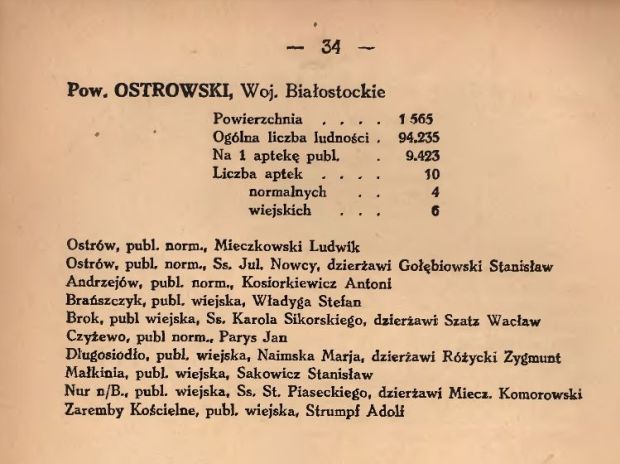 — 34 —
Pow. OSTROWSKI, Woj. Białostockie
Powierzchnia . . . . 1 565
Ogólna liczba ludności . 94.235
Na 1 aptekę publ. . 9.423
Liczba aptek . . . . 10
normalnych . . 4
wiejskich . . . 6
Ostrów, publ. norm., Mieczkowski Ludwik
Ostrów, publ. norm., Ss. Jul. Nowcy, dzierżawi Gołębiowski Stanisław
Andrzejów, publ. norm., Kosiorkiewicz Antoni
Brańszczyk, publ. wiejska, Władyga Stefan
Brok, publ wiejska, Ss. Karola Sikorskiego, dzierżawi Szatz Wacław
Czyżewo, publ norm., Parys Jan
Długosiodło, publ. wiejska, Naimska Marja, dzierżawi Różycki Zygmunt
Małkinia, publ. wiejska, Sakowicz Stanisław
Nur n/B., publ. wiejska, Ss. St. Piaseckiego, dzierżawi Miecz. Komorowski
Zaremby Kościelne, publ. wiejska, Strumpf Adolf